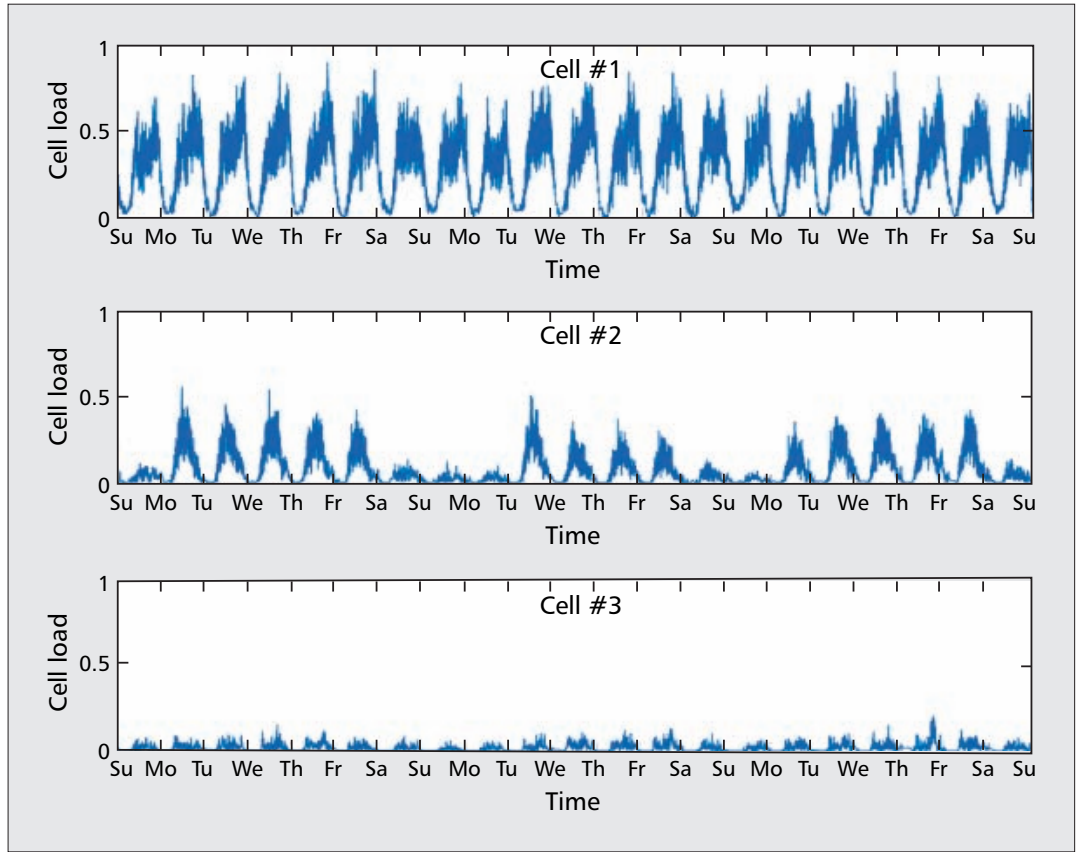 1
Cell #1
Cell load
0.5
0
Su Mo Tu We Th Fr Sa Su Mo Tu We Th Fr Sa Su Mo Tu We Th Fr Sa Su
Time
1
Cell #2
Cell load
0.5
0
Su Mo Tu We Th Fr Sa Su Mo Tu We Th Fr Sa Su Mo Tu We Th Fr Sa Su
Time
1
Cell #3
Cell load
0.5
0
Su Mo Tu We Th Fr Sa Su Mo Tu We Th Fr Sa Su Mo Tu We Th Fr Sa Su
Time